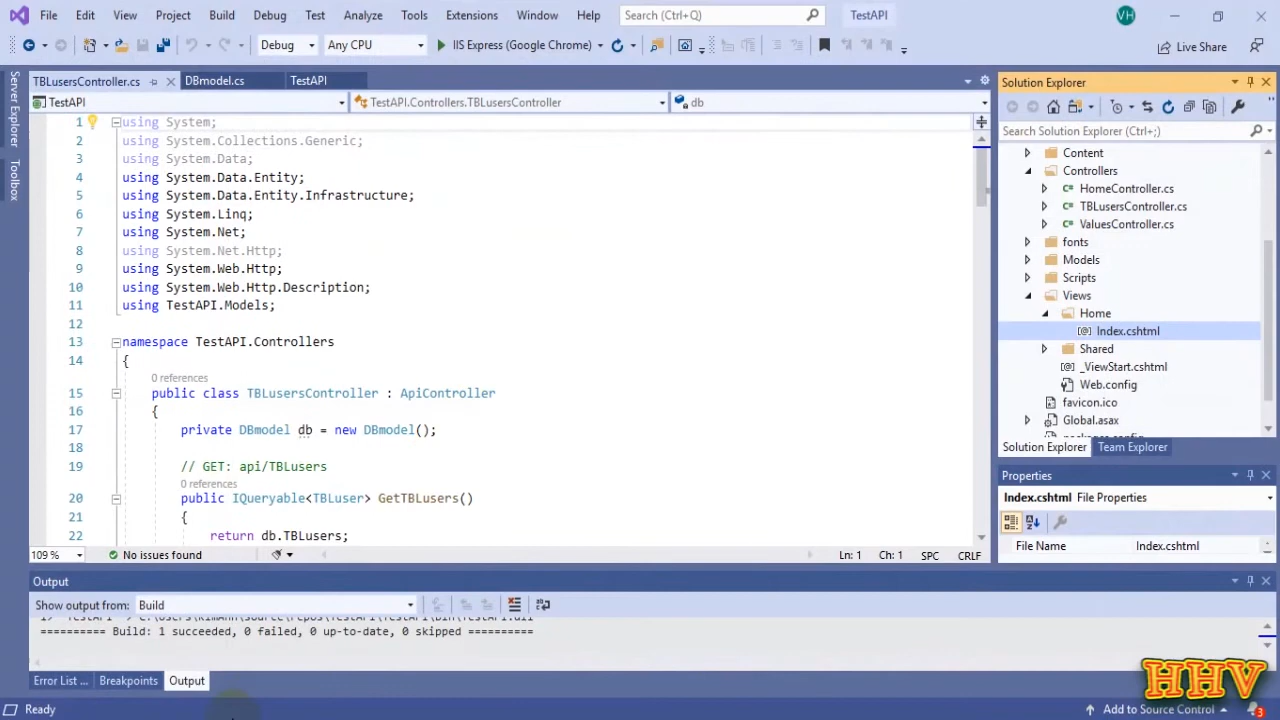 File Edit View Project Build Debug Test Analyze Tools Extensions Window Help Search (Ctrl+Q) TestAPI VH
Debug Any CPU IIS Express (Google Chrome) Live Share
Server Explorer
Toolbox
TBLusersController.cs DBmodel.cs TestAPI
TestAPI TestAPI.Controllers.TBLusersController db
1 using System;
2 using System.Collections.Generic;
3 using System.Data;
4 using System.Data.Entity;
5 using System.Data.Entity.Infrastructure;
6 using System.Linq;
7 using System.Net;
8 using System.Net.Http;
9 using System.Web.Http;
10 using System.Web.Http.Description;
11 using TestAPI.Models;
12
13 namespace TestAPI.Controllers
14 {
0 references
15 public class TBLusersController : ApiController
16 {
17 private DBmodel db = new DBmodel();
18
19 // GET: api/TBLusers
0 references
20 public IQueryable<TBLuser> GetTBLusers()
21 {
22 return db.TBLusers;
109 % No issues found Ln: 1 Ch: 1 SPC CRLF
Output
Show output from: Build
========== Build: 1 succeeded, 0 failed, 0 up-to-date, 0 skipped ==========
Error List ... Breakpoints Output
Ready Add to Source Control 3
Solution Explorer
Search Solution Explorer (Ctrl+;)
Content
Controllers
C# HomeController.cs
C# TBLusersController.cs
C# ValuesController.cs
fonts
Models
Scripts
Views
Home
[@] Index.cshtml
Shared
[@] _ViewStart.cshtml
Web.config
favicon.ico
Global.asax
Solution Explorer Team Explorer
Properties
Index.cshtml File Properties
File Name Index.cshtml
HHV